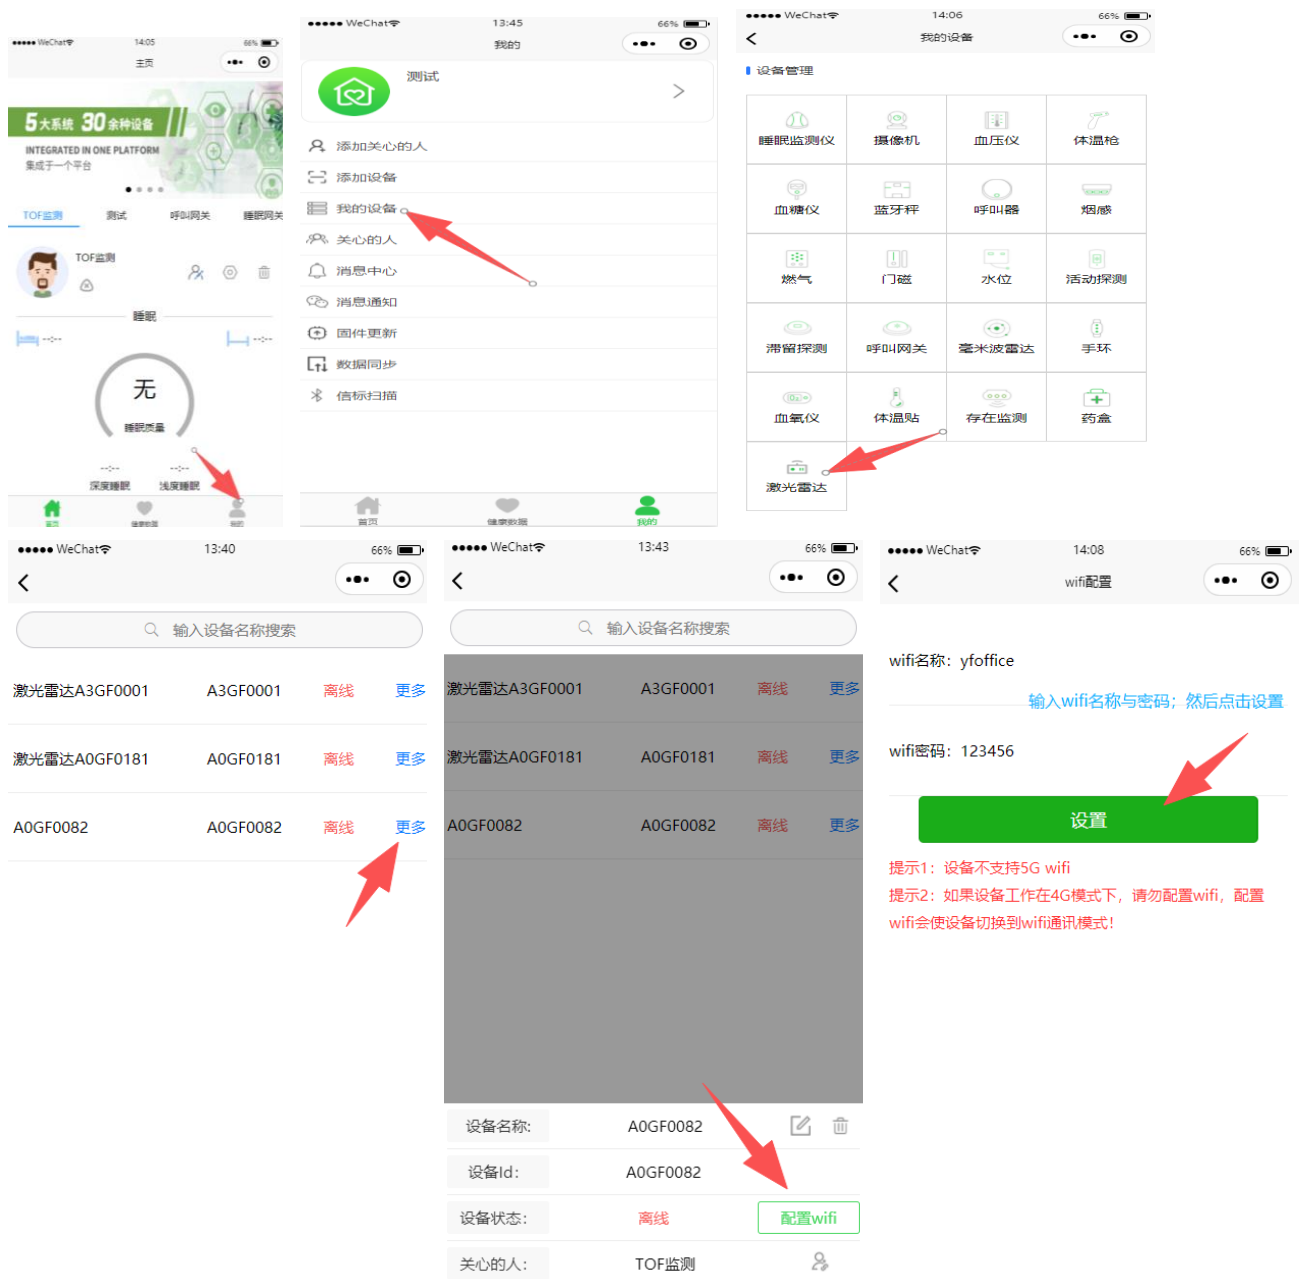 WeChat
14:05
66%
主页
5大系统 30余种设备
INTEGRATED IN ONE PLATFORM
集成于一个平台
TOF监测
测试
呼叫网关
睡眠网关
TOF监测
睡眠
--:--
--:--
无
睡眠质量
--:--
--:--
深度睡眠
浅度睡眠
首页
健康数据
我的
WeChat
13:45
66%
我的
测试
添加关心的人
添加设备
我的设备
关心的人
消息中心
消息通知
固件更新
数据同步
信标扫描
首页
健康数据
我的
WeChat
14:06
66%
我的设备
设备管理
睡眠监测仪
摄像机
血压仪
体温枪
血糖仪
蓝牙秤
呼叫器
烟感
燃气
门磁
水位
活动探测
滞留探测
呼叫网关
毫米波雷达
手环
血氧仪
体温贴
存在监测
药盒
激光雷达
WeChat
13:40
66%
输入设备名称搜索
激光雷达A3GF0001 A3GF0001 离线 更多
激光雷达A0GF0181 A0GF0181 离线 更多
A0GF0082 A0GF0082 离线 更多
WeChat
13:43
66%
输入设备名称搜索
激光雷达A3GF0001 A3GF0001 离线 更多
激光雷达A0GF0181 A0GF0181 离线 更多
A0GF0082 A0GF0082 离线 更多
设备名称: A0GF0082
设备Id: A0GF0082
设备状态: 离线 配置wifi
关心的人: TOF监测
WeChat
14:08
66%
wifi配置
wifi名称: yfoffice
输入wifi名称与密码；然后点击设置
wifi密码: 123456
设置
提示1：设备不支持5G wifi
提示2：如果设备工作在4G模式下，请勿配置wifi，配置
wifi会使设备切换到wifi通讯模式！